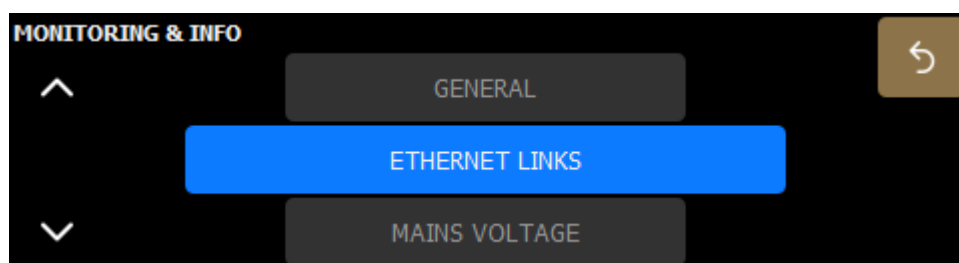 MONITORING & INFO
GENERAL
ETHERNET LINKS
MAINS VOLTAGE